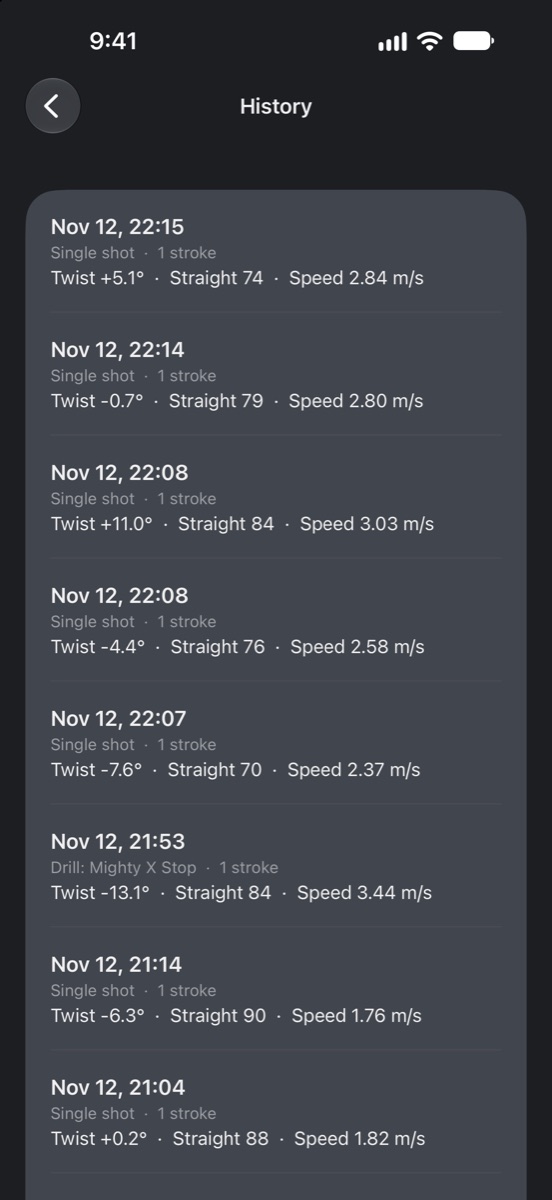 9:41
History
Nov 12, 22:15
Single shot · 1 stroke
Twist +5.1° · Straight 74 · Speed 2.84 m/s
Nov 12, 22:14
Single shot · 1 stroke
Twist -0.7° · Straight 79 · Speed 2.80 m/s
Nov 12, 22:08
Single shot · 1 stroke
Twist +11.0° · Straight 84 · Speed 3.03 m/s
Nov 12, 22:08
Single shot · 1 stroke
Twist -4.4° · Straight 76 · Speed 2.58 m/s
Nov 12, 22:07
Single shot · 1 stroke
Twist -7.6° · Straight 70 · Speed 2.37 m/s
Nov 12, 21:53
Drill: Mighty X Stop · 1 stroke
Twist -13.1° · Straight 84 · Speed 3.44 m/s
Nov 12, 21:14
Single shot · 1 stroke
Twist -6.3° · Straight 90 · Speed 1.76 m/s
Nov 12, 21:04
Single shot · 1 stroke
Twist +0.2° · Straight 88 · Speed 1.82 m/s